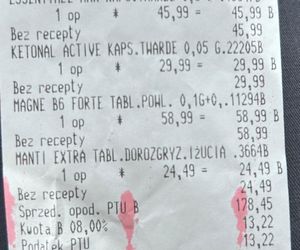 1 op * 45,99 = 45,99 B
Bez recepty 45,99
KETONAL ACTIVE KAPS.TWARDE 0,05 G.22205B
1 op * 29,99 = 29,99 B
Bez recepty 29,99
MAGNE B6 FORTE TABL.POWL. 0,1G+0,.11294B
1 op * 58,99 = 58,99 B
Bez recepty 58,99
MANTI EXTRA TABL.DOROZGRYZ.IŻUCIA .3664B
1 op * 24,49 = 24,49 B
Bez recepty 24,49
Sprzed. opod. PTU B 178,45
Kwota B 08,00% 13,22
Podatek PTU 13,22